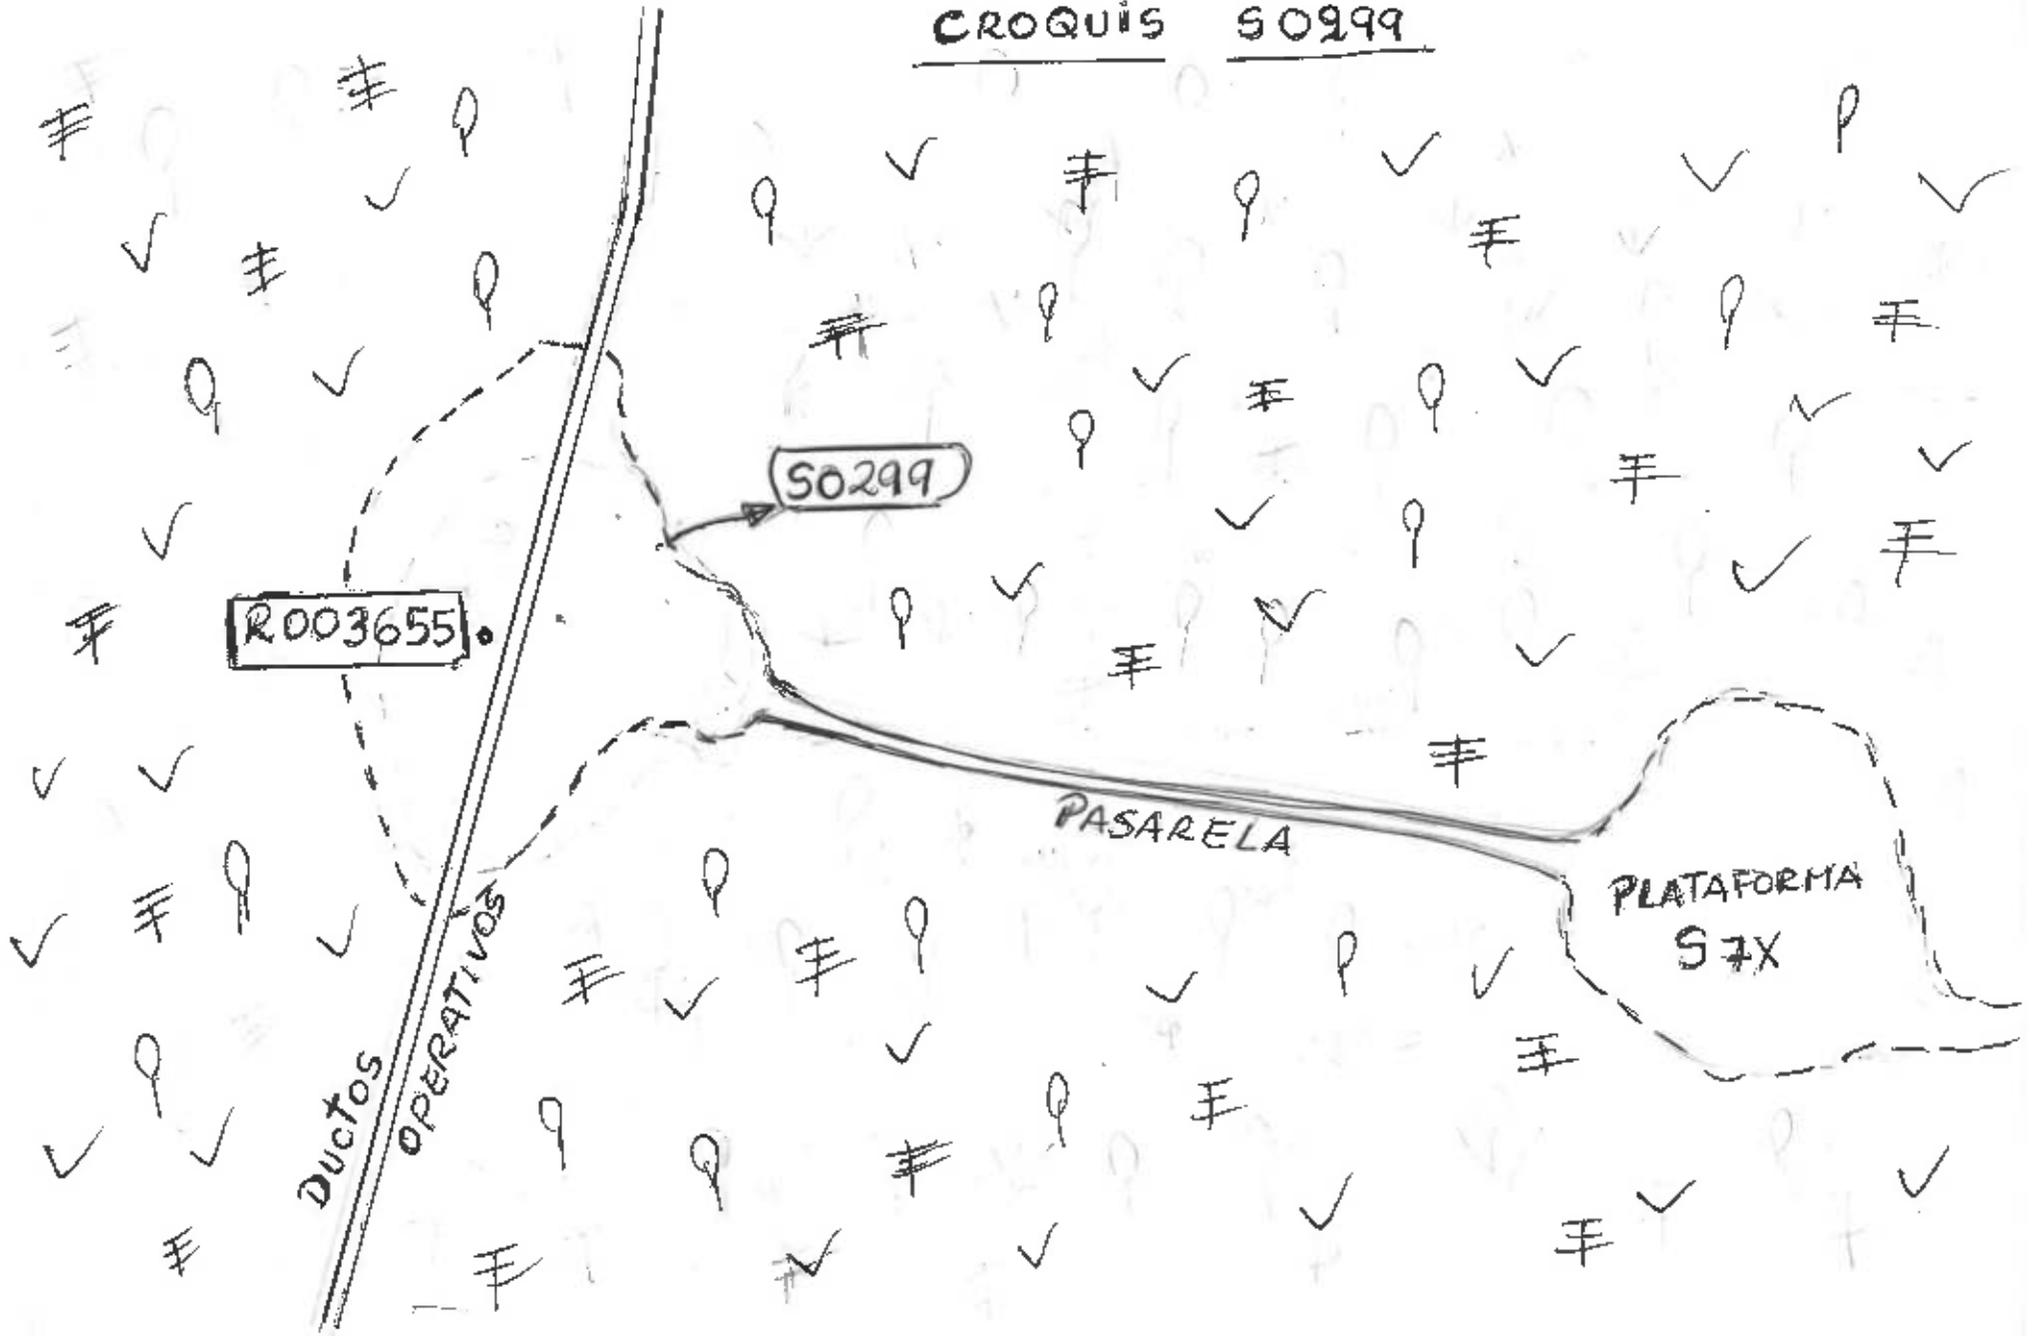 CROQUIS S0299
S0299
R003655
PASARELA
PLATAFORMA
S7X
DUCTOS
OPERATIVOS